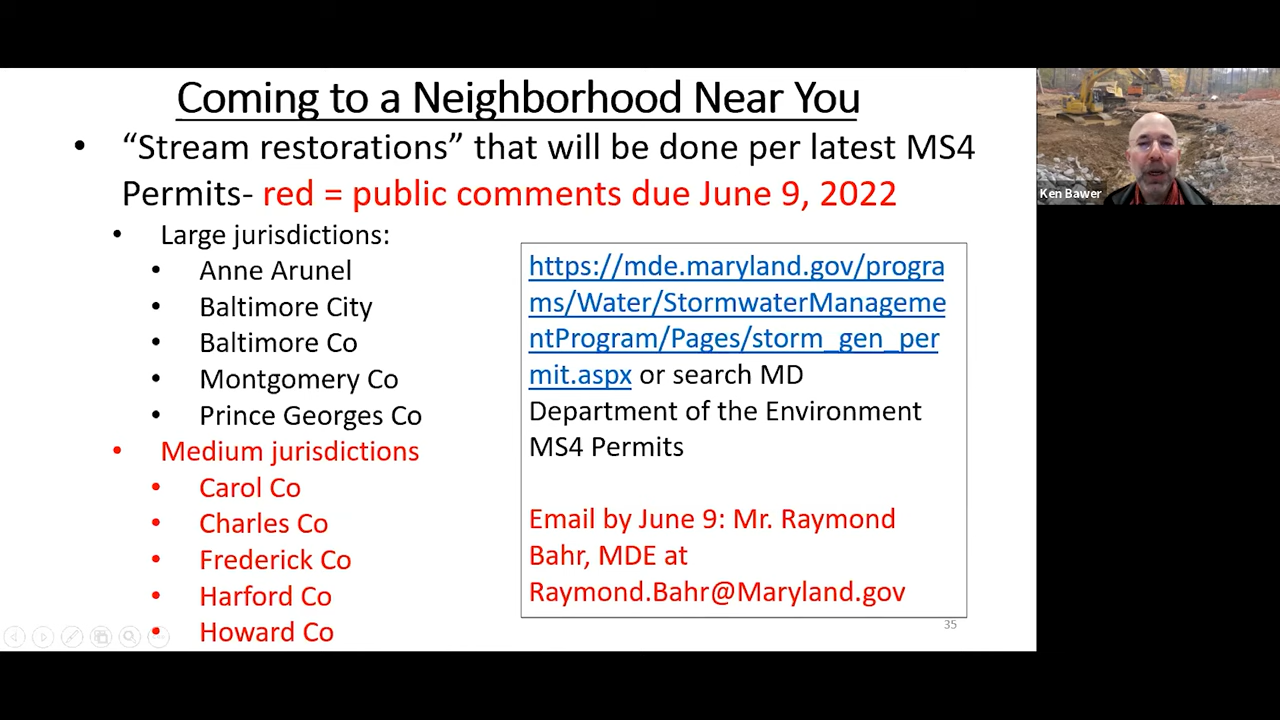 Coming to a Neighborhood Near You
• “Stream restorations” that will be done per latest MS4
Permits- red = public comments due June 9, 2022
• Large jurisdictions:
• Anne Arunel
• Baltimore City
• Baltimore Co
• Montgomery Co
• Prince Georges Co
• Medium jurisdictions
• Carol Co
• Charles Co
• Frederick Co
• Harford Co
• Howard Co
https://mde.maryland.gov/progra
ms/Water/StormwaterManageme
ntProgram/Pages/storm_gen_per
mit.aspx or search MD
Department of the Environment
MS4 Permits
Email by June 9: Mr. Raymond
Bahr, MDE at
Raymond.Bahr@Maryland.gov
35
Ken Bawer